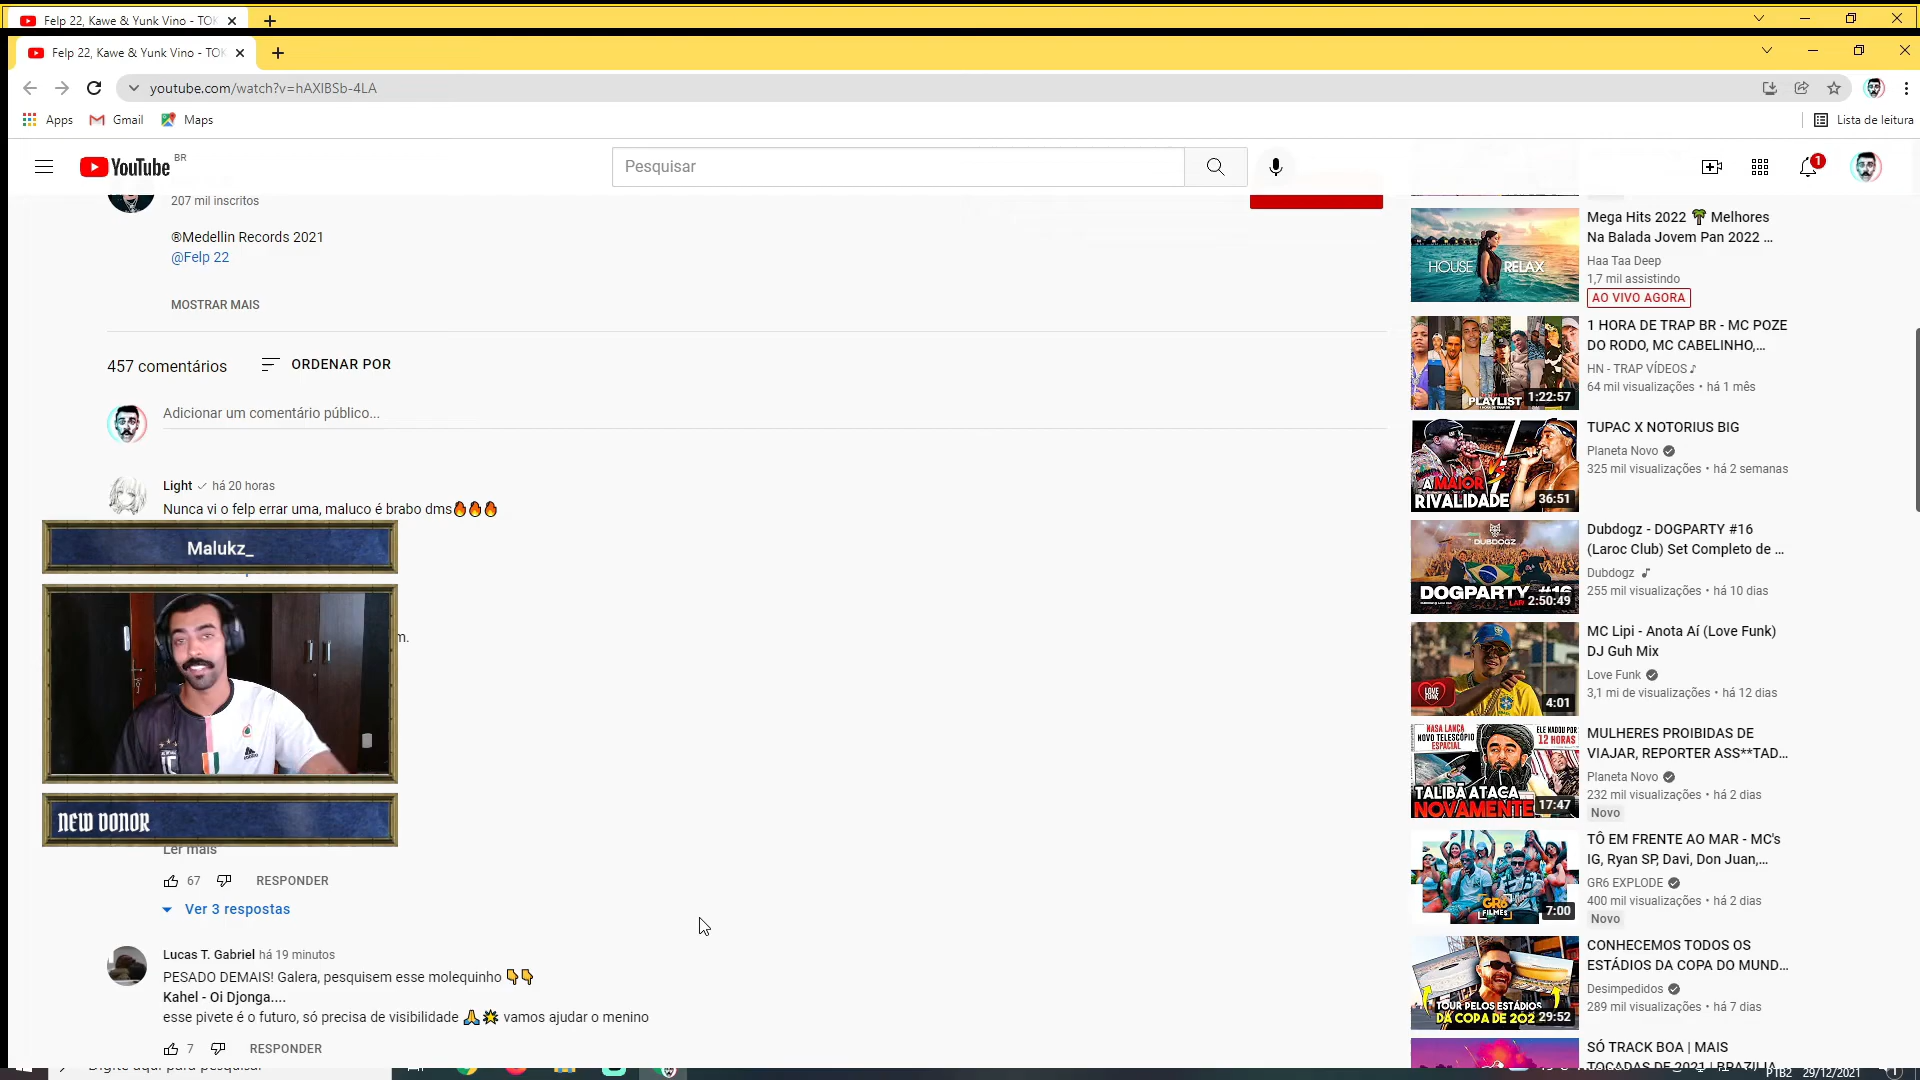 Felp 22, Kawe & Yunk Vino - TOK
Felp 22, Kawe & Yunk Vino - TOK
youtube.com/watch?v=hAXlBSb-4LA
Apps
Gmail
Maps
Lista de leitura
YouTube BR
Pesquisar
1
207 mil inscritos
®Medellin Records 2021
@Felp 22
MOSTRAR MAIS
457 comentários
ORDENAR POR
Adicionar um comentário público...
Light há 20 horas
Nunca vi o felp errar uma, maluco é brabo dms🔥🔥🔥
Malukz_
m.
NEW DONOR
Ler mais
67
RESPONDER
Ver 3 respostas
Lucas T. Gabriel há 19 minutos
PESADO DEMAIS! Galera, pesquisem esse molequinho 👇👇
Kahel - Oi Djonga....
esse pivete é o futuro, só precisa de visibilidade 🙏🌟 vamos ajudar o menino
7
RESPONDER
HOUSE RELAX
Mega Hits 2022 🌴 Melhores
Na Balada Jovem Pan 2022 ...
Haa Taa Deep
1,7 mil assistindo
AO VIVO AGORA
PLAYLIST
1:22:57
1 HORA DE TRAP BR - MC POZE
DO RODO, MC CABELINHO,...
HN - TRAP VÍDEOS ♪
64 mil visualizações • há 1 mês
A MAIOR
RIVALIDADE
36:51
TUPAC X NOTORIUS BIG
Planeta Novo
325 mil visualizações • há 2 semanas
DUBDOGZ
DOGPARTY #16
2:50:49
Dubdogz - DOGPARTY #16
(Laroc Club) Set Completo de ...
Dubdogz
255 mil visualizações • há 10 dias
LOVE FUNK
4:01
MC Lipi - Anota Aí (Love Funk)
DJ Guh Mix
Love Funk
3,1 mi de visualizações • há 12 dias
NASA LANÇA
NOVO TELESCÓPIO
ESPACIAL
ELE NADOU POR
12 HORAS
TALIBÃ ATACA
NOVAMENTE
17:47
MULHERES PROIBIDAS DE
VIAJAR, REPORTER ASS**TAD...
Planeta Novo
232 mil visualizações • há 2 dias
Novo
GR6
FILMES
7:00
TÔ EM FRENTE AO MAR - MC's
IG, Ryan SP, Davi, Don Juan,...
GR6 EXPLODE
400 mil visualizações • há 2 dias
Novo
TOUR PELOS ESTÁDIOS
DA COPA DE 202
29:52
CONHECEMOS TODOS OS
ESTÁDIOS DA COPA DO MUND...
Desimpedidos
289 mil visualizações • há 7 dias
SÓ TRACK BOA | MAIS
TOCADAS DE 2021 | BRAZILIA
Digite aqui para pesquisar
PTB2
29/12/2021
1